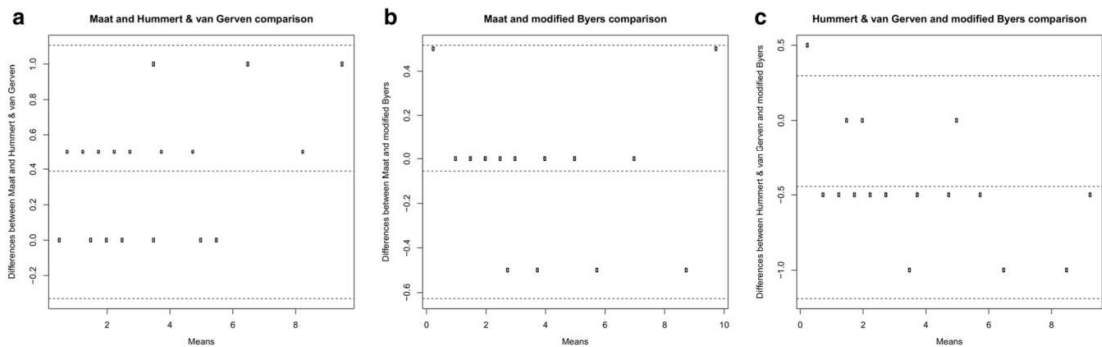 a
Maat and Hummert & van Gerven comparison
Differences between Maat and Hummert & van Gerven
1.0
0.8
0.6
0.4
0.2
0.0
−0.2
2
4
6
8
Means
b
Maat and modified Byers comparison
Differences between Maat and modified Byers
0.4
0.2
0.0
−0.2
−0.4
−0.6
0
2
4
6
8
10
Means
c
Hummert & van Gerven and modified Byers comparison
Differences between Hummert & van Gerven and modified Byers
0.5
0.0
−0.5
−1.0
0
2
4
6
8
Means